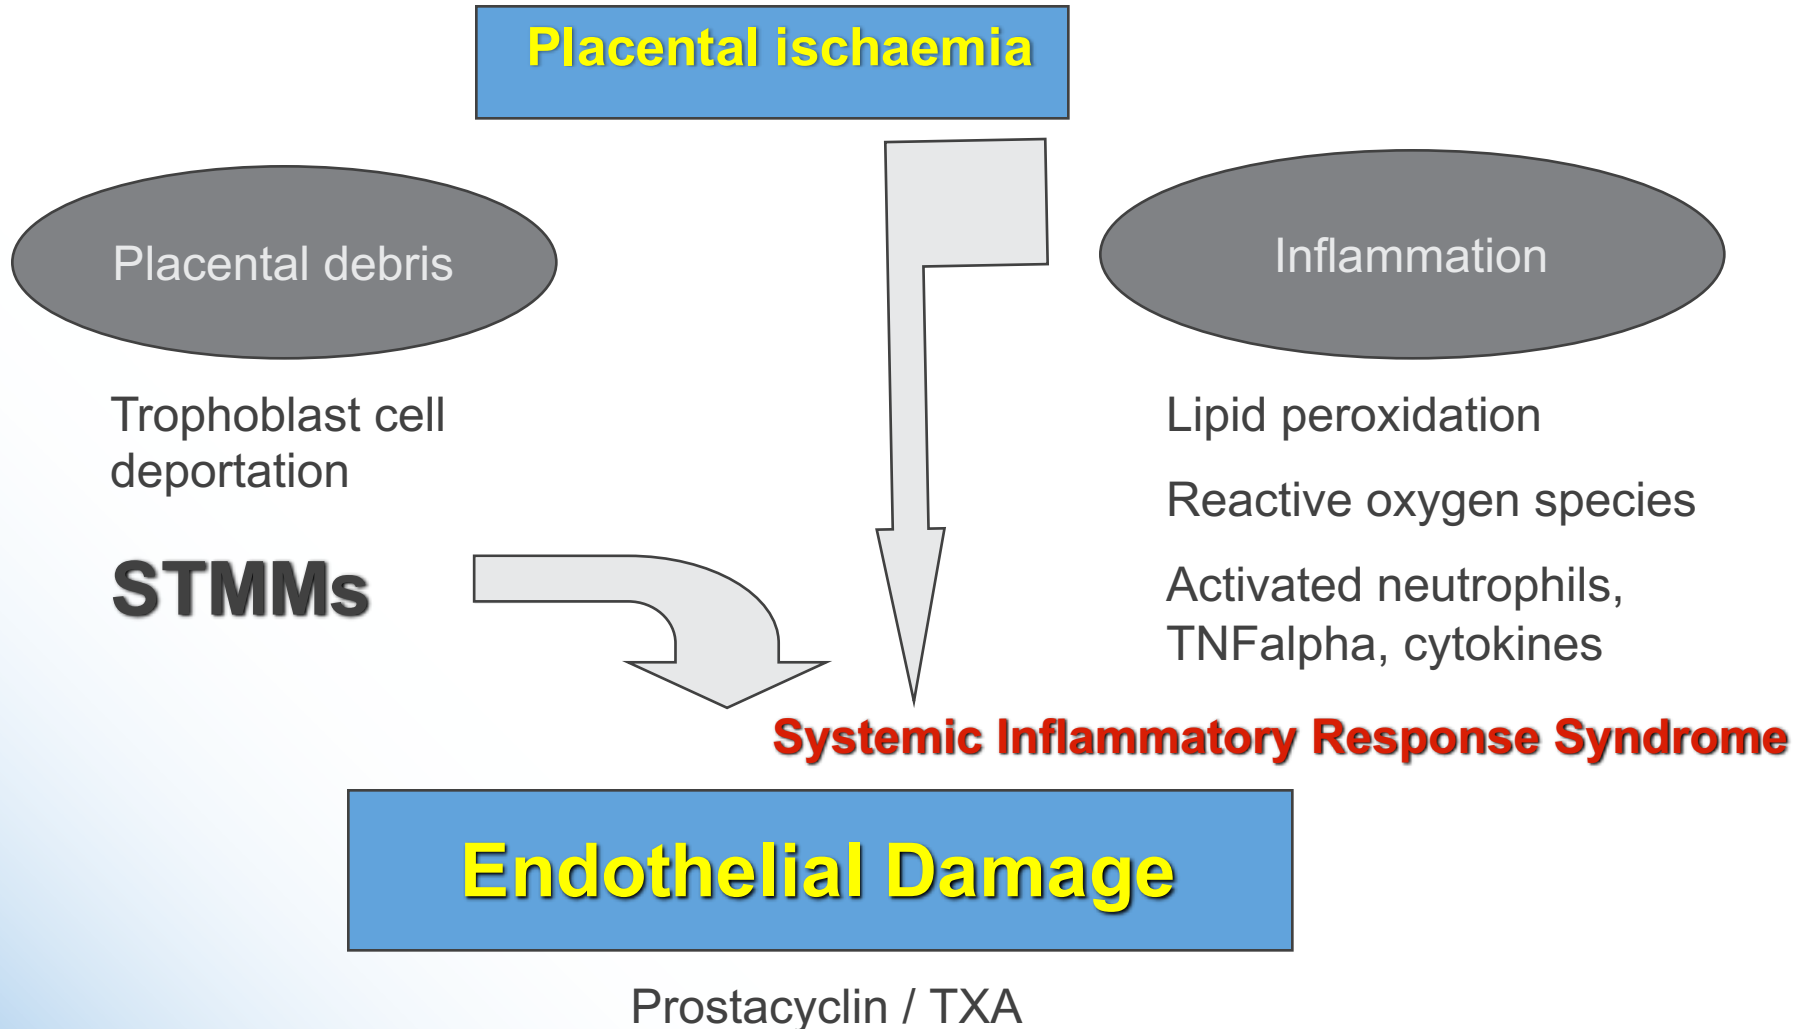 Placental ischaemia
Placental debris
Inflammation
Trophoblast cell
deportation
STMMs
Lipid peroxidation
Reactive oxygen species
Activated neutrophils,
TNFalpha, cytokines
Systemic Inflammatory Response Syndrome
Endothelial Damage
Prostacyclin / TXA